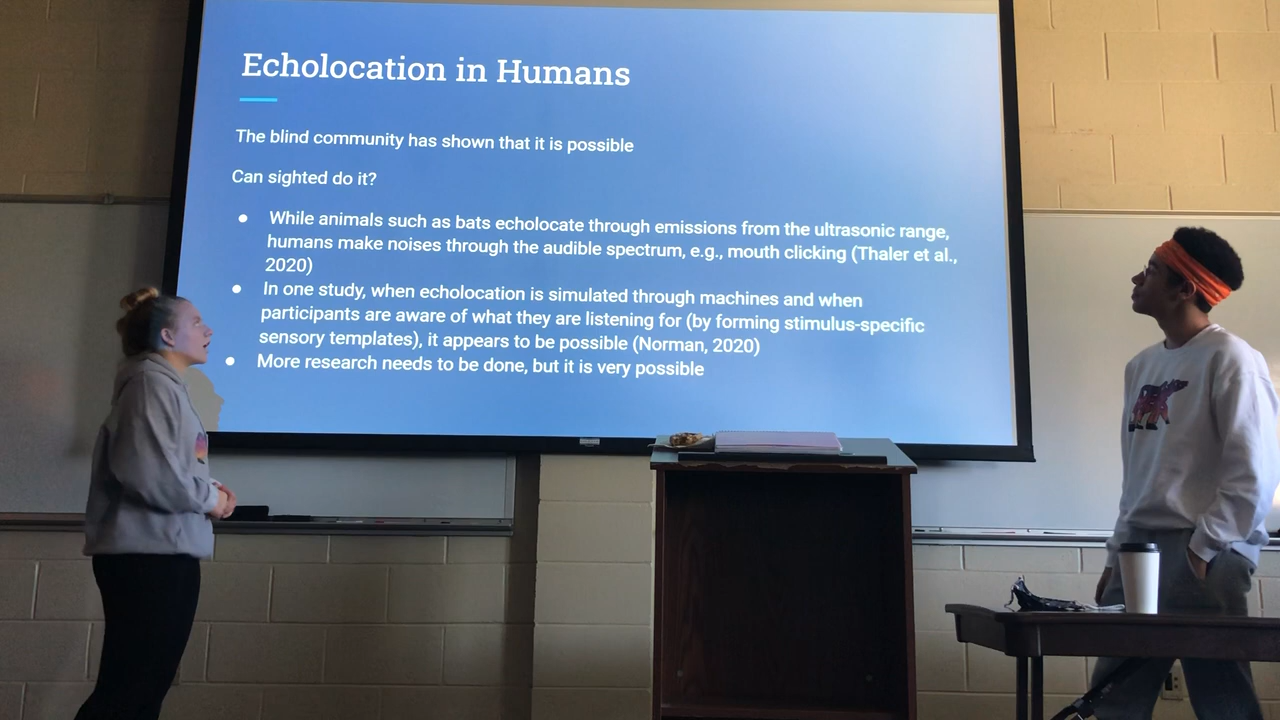 Echolocation in Humans
The blind community has shown that it is possible
Can sighted do it?
● While animals such as bats echolocate through emissions from the ultrasonic range,
humans make noises through the audible spectrum, e.g., mouth clicking (Thaler et al.,
2020)
● In one study, when echolocation is simulated through machines and when
participants are aware of what they are listening for (by forming stimulus-specific
sensory templates), it appears to be possible (Norman, 2020)
● More research needs to be done, but it is very possible